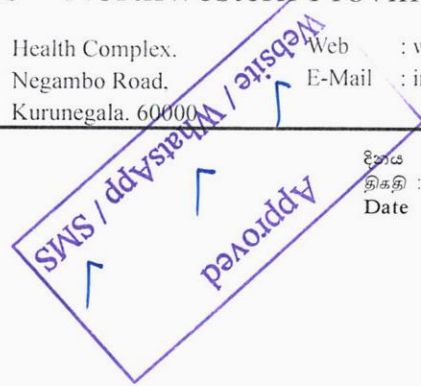 Health Complex.
Negambo Road,
Kurunegala. 60000
Web :
E-Mail :
දිනය
திகதி :
Date
Website / WhatsApp / SMS
Approved